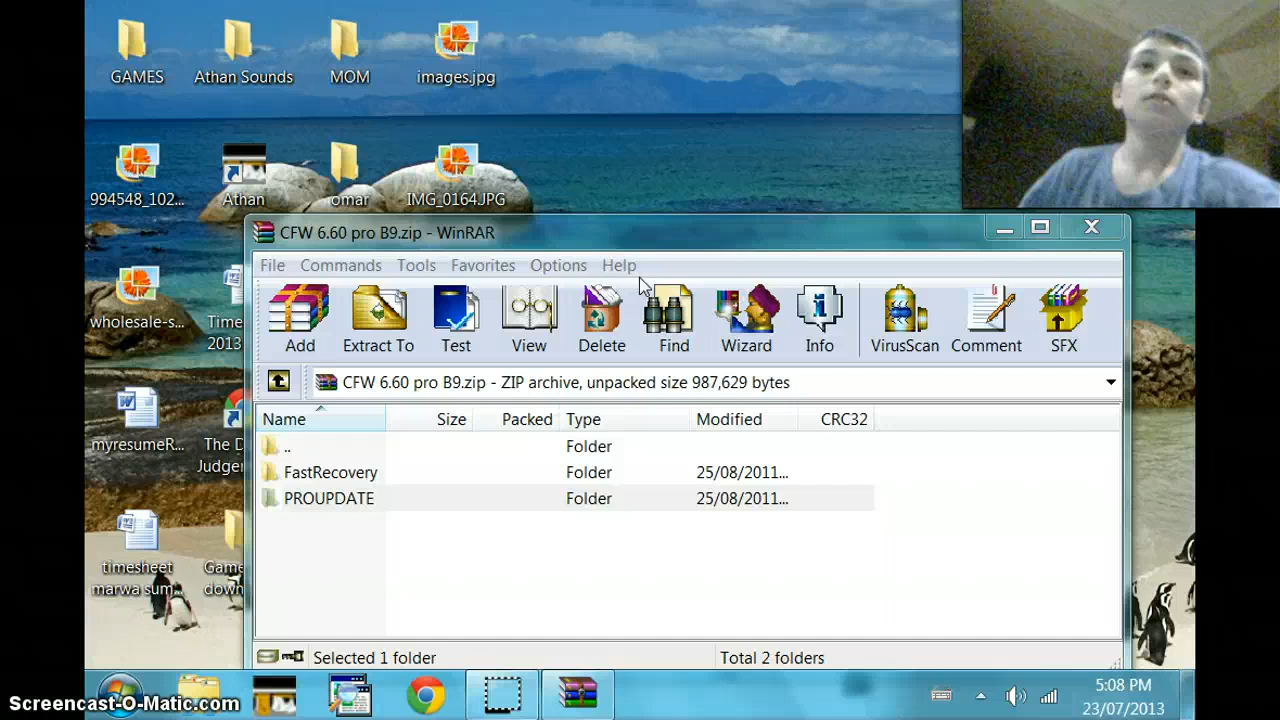 GAMES
Athan Sounds
MOM
images.jpg
994548_102...
Athan
omar
IMG_0164.JPG
CFW 6.60 pro B9.zip - WinRAR
File Commands Tools Favorites Options Help
Add Extract To Test View Delete Find Wizard Info VirusScan Comment SFX
CFW 6.60 pro B9.zip - ZIP archive, unpacked size 987,629 bytes
Name Size Packed Type Modified CRC32
.. Folder
FastRecovery Folder 25/08/2011...
PROUPDATE Folder 25/08/2011...
wholesale-s...
Time
2013
myresumeR...
The D
Judger
timesheet
marwa sum...
Game
down
Selected 1 folder
Total 2 folders
5:08 PM
23/07/2013
Screencast-O-Matic.com